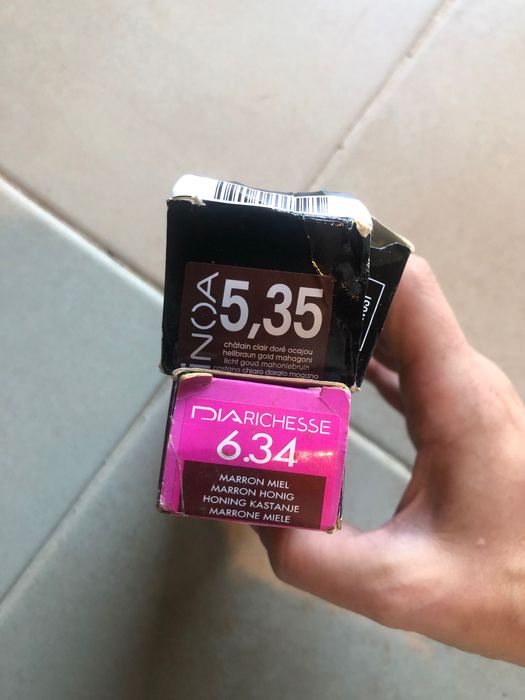 INOA
5,35
châtain clair doré acajou
hellbraun gold mahagoni
licht goud mahoniebruin
castano chiaro dorato mogano
DIARICHESSE
6.34
MARRON MIEL
MARRON HONIG
HONING KASTANJE
MARRONE MIELE